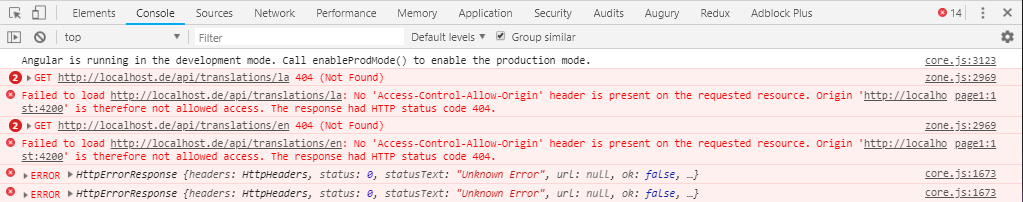 Elements Console Sources Network Performance Memory Application Security Audits Augury Redux Adblock Plus 14
top Filter Default levels Group similar
Angular is running in the development mode. Call enableProdMode() to enable the production mode. core.js:3123
2 GET http://localhost.de/api/translations/la 404 (Not Found) zone.js:2969
Failed to load http://localhost.de/api/translations/la: No 'Access-Control-Allow-Origin' header is present on the requested resource. Origin 'http://localho page1:1
st:4200' is therefore not allowed access. The response had HTTP status code 404.
2 GET http://localhost.de/api/translations/en 404 (Not Found) zone.js:2969
Failed to load http://localhost.de/api/translations/en: No 'Access-Control-Allow-Origin' header is present on the requested resource. Origin 'http://localho page1:1
st:4200' is therefore not allowed access. The response had HTTP status code 404.
ERROR HttpErrorResponse {headers: HttpHeaders, status: 0, statusText: "Unknown Error", url: null, ok: false, …} core.js:1673
ERROR HttpErrorResponse {headers: HttpHeaders, status: 0, statusText: "Unknown Error", url: null, ok: false, …} core.js:1673